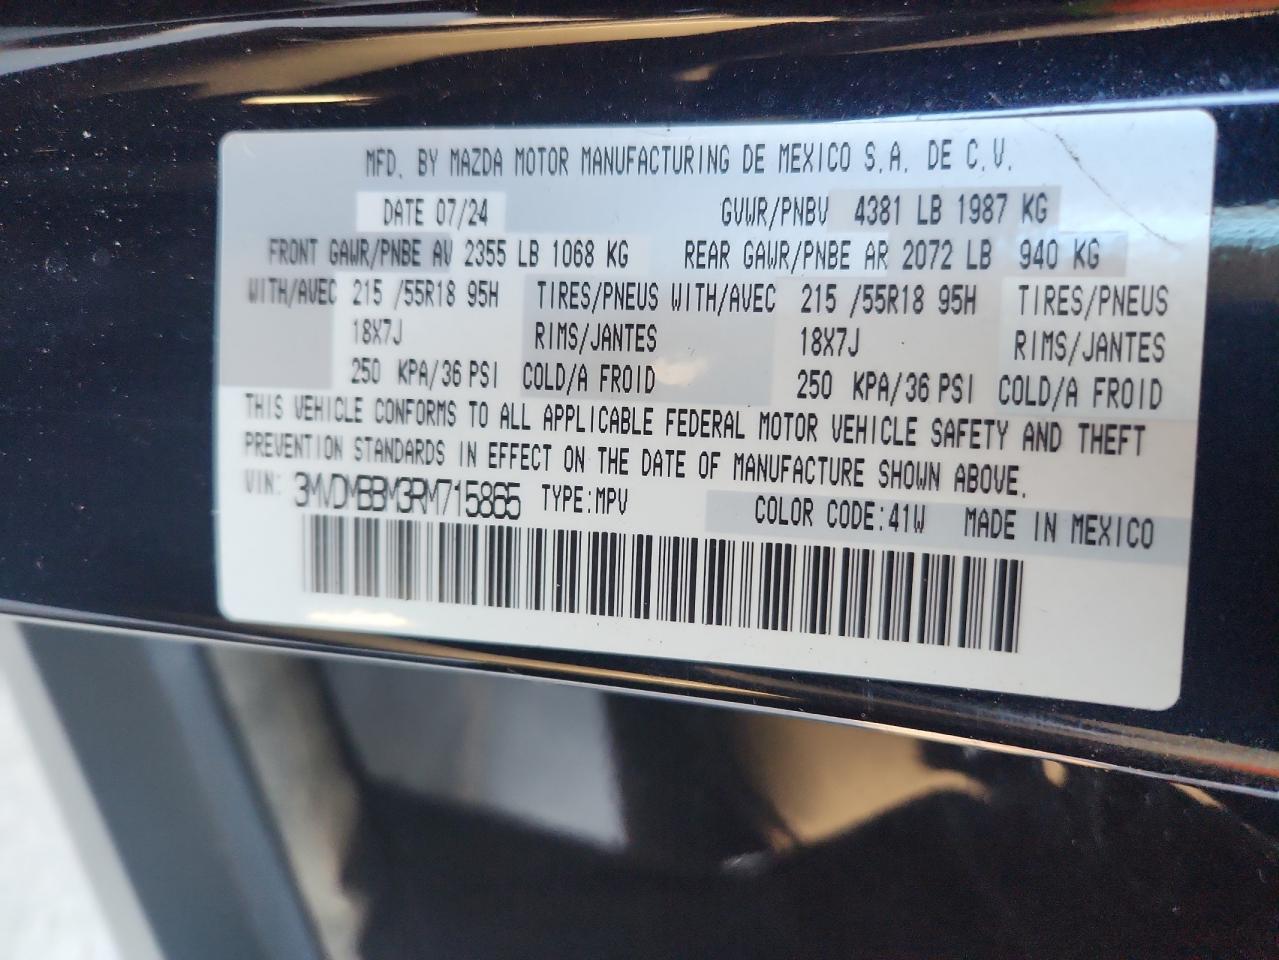 MFD. BY MAZDA MOTOR MANUFACTURING DE MEXICO S.A. DE C.V.
DATE 07/24 GVWR/PNBV 4381 LB 1987 KG
FRONT GAWR/PNBE AV 2355 LB 1068 KG REAR GAWR/PNBE AR 2072 LB 940 KG
WITH/AVEC 215 /55R18 95H TIRES/PNEUS WITH/AVEC 215 /55R18 95H TIRES/PNEUS
18X7J RIMS/JANTES 18X7J RIMS/JANTES
250 KPA/36 PSI COLD/A FROID 250 KPA/36 PSI COLD/A FROID
THIS VEHICLE CONFORMS TO ALL APPLICABLE FEDERAL MOTOR VEHICLE SAFETY AND THEFT
PREVENTION STANDARDS IN EFFECT ON THE DATE OF MANUFACTURE SHOWN ABOVE.
VIN: 3MVDMBBM3RM715865 TYPE:MPV COLOR CODE:41W MADE IN MEXICO